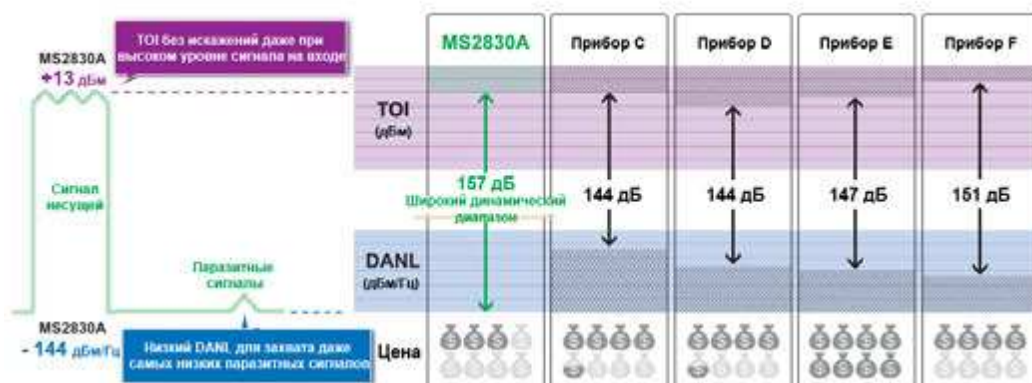 TOI без искажений даже при
высоком уровне сигнала на входе
MS2830A
+13 дБм
Сигнал
несущей
Паразитные
сигналы
MS2830A
- 144 дБм/Гц
Низкий DANL для захвата даже
самых низких паразитных сигналов
MS2830A
Прибор C
Прибор D
Прибор E
Прибор F
TOI
(дБм)
157 дБ
Широкий динамический
диапазон
144 дБ
144 дБ
147 дБ
151 дБ
DANL
(дБм/Гц)
Цена